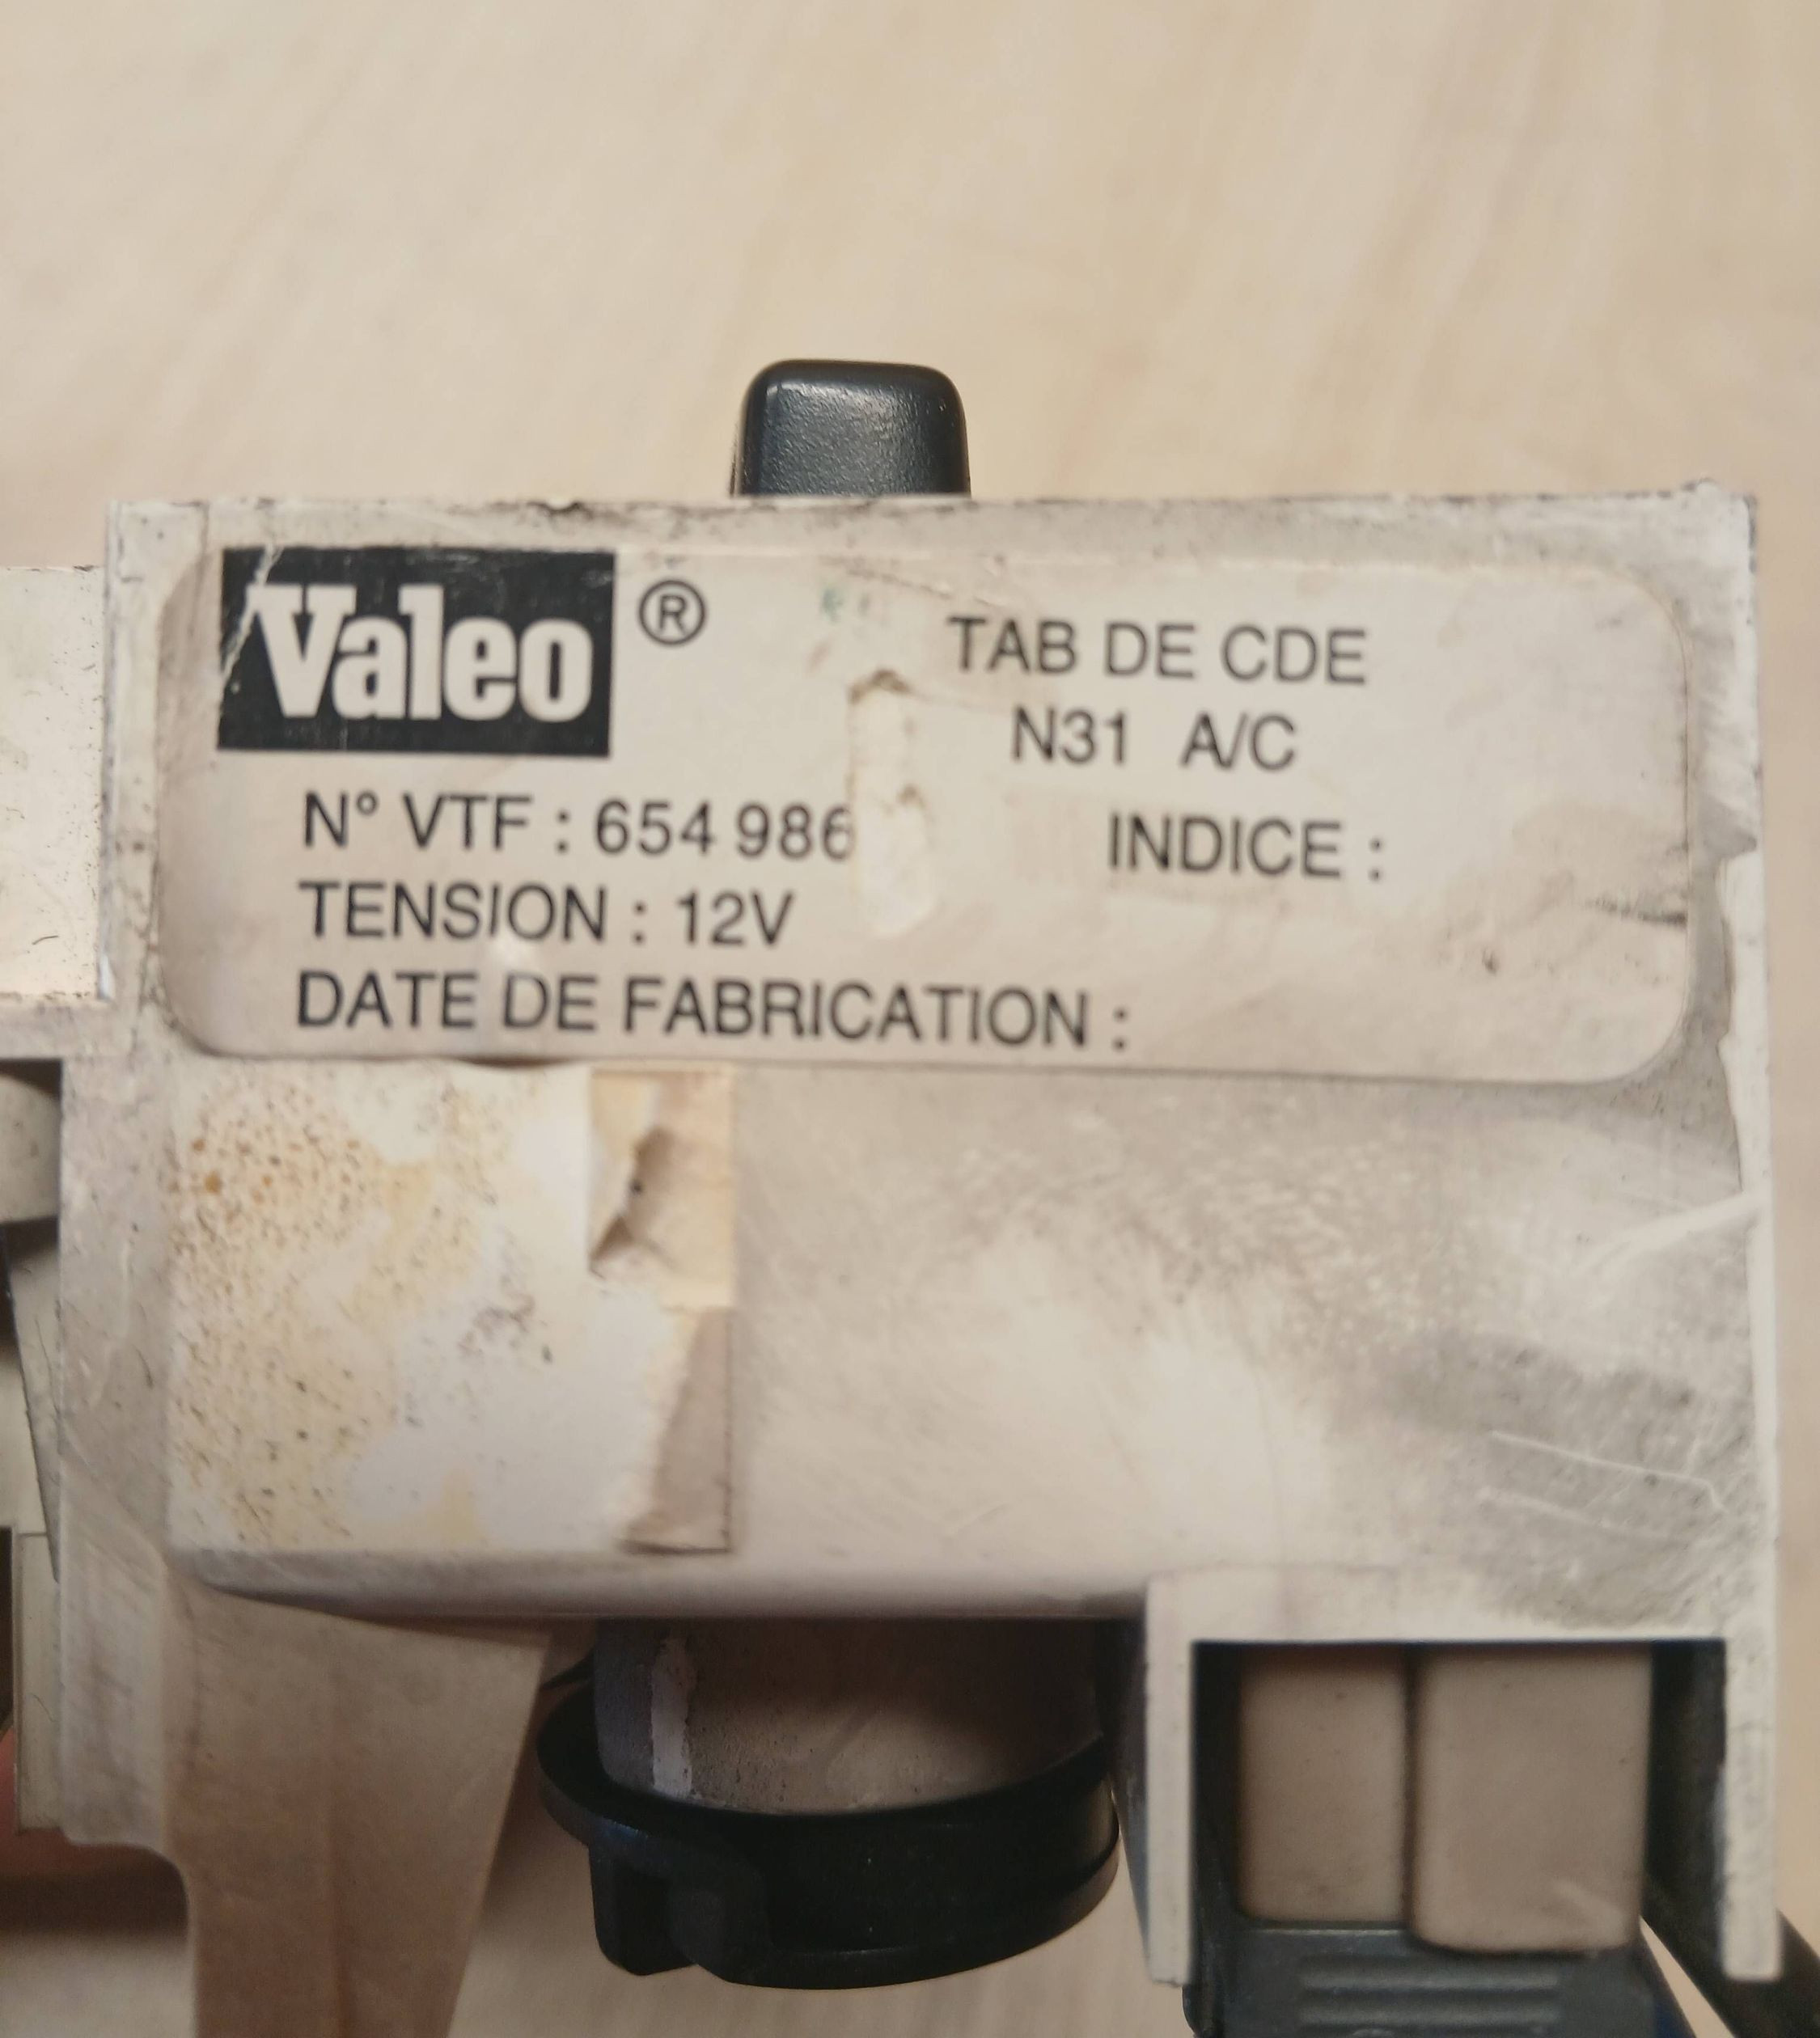 Valeo ®
TAB DE CDE
N31 A/C
N° VTF : 654 986
INDICE :
TENSION : 12V
DATE DE FABRICATION :